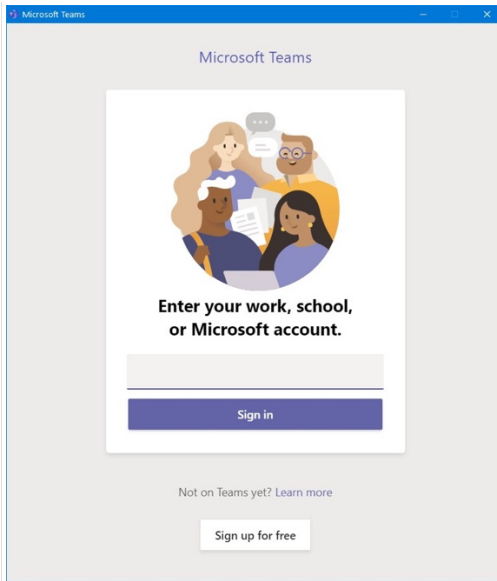 Microsoft Teams
Microsoft Teams
Enter your work, school,
or Microsoft account.
Sign in
Not on Teams yet? Learn more
Sign up for free